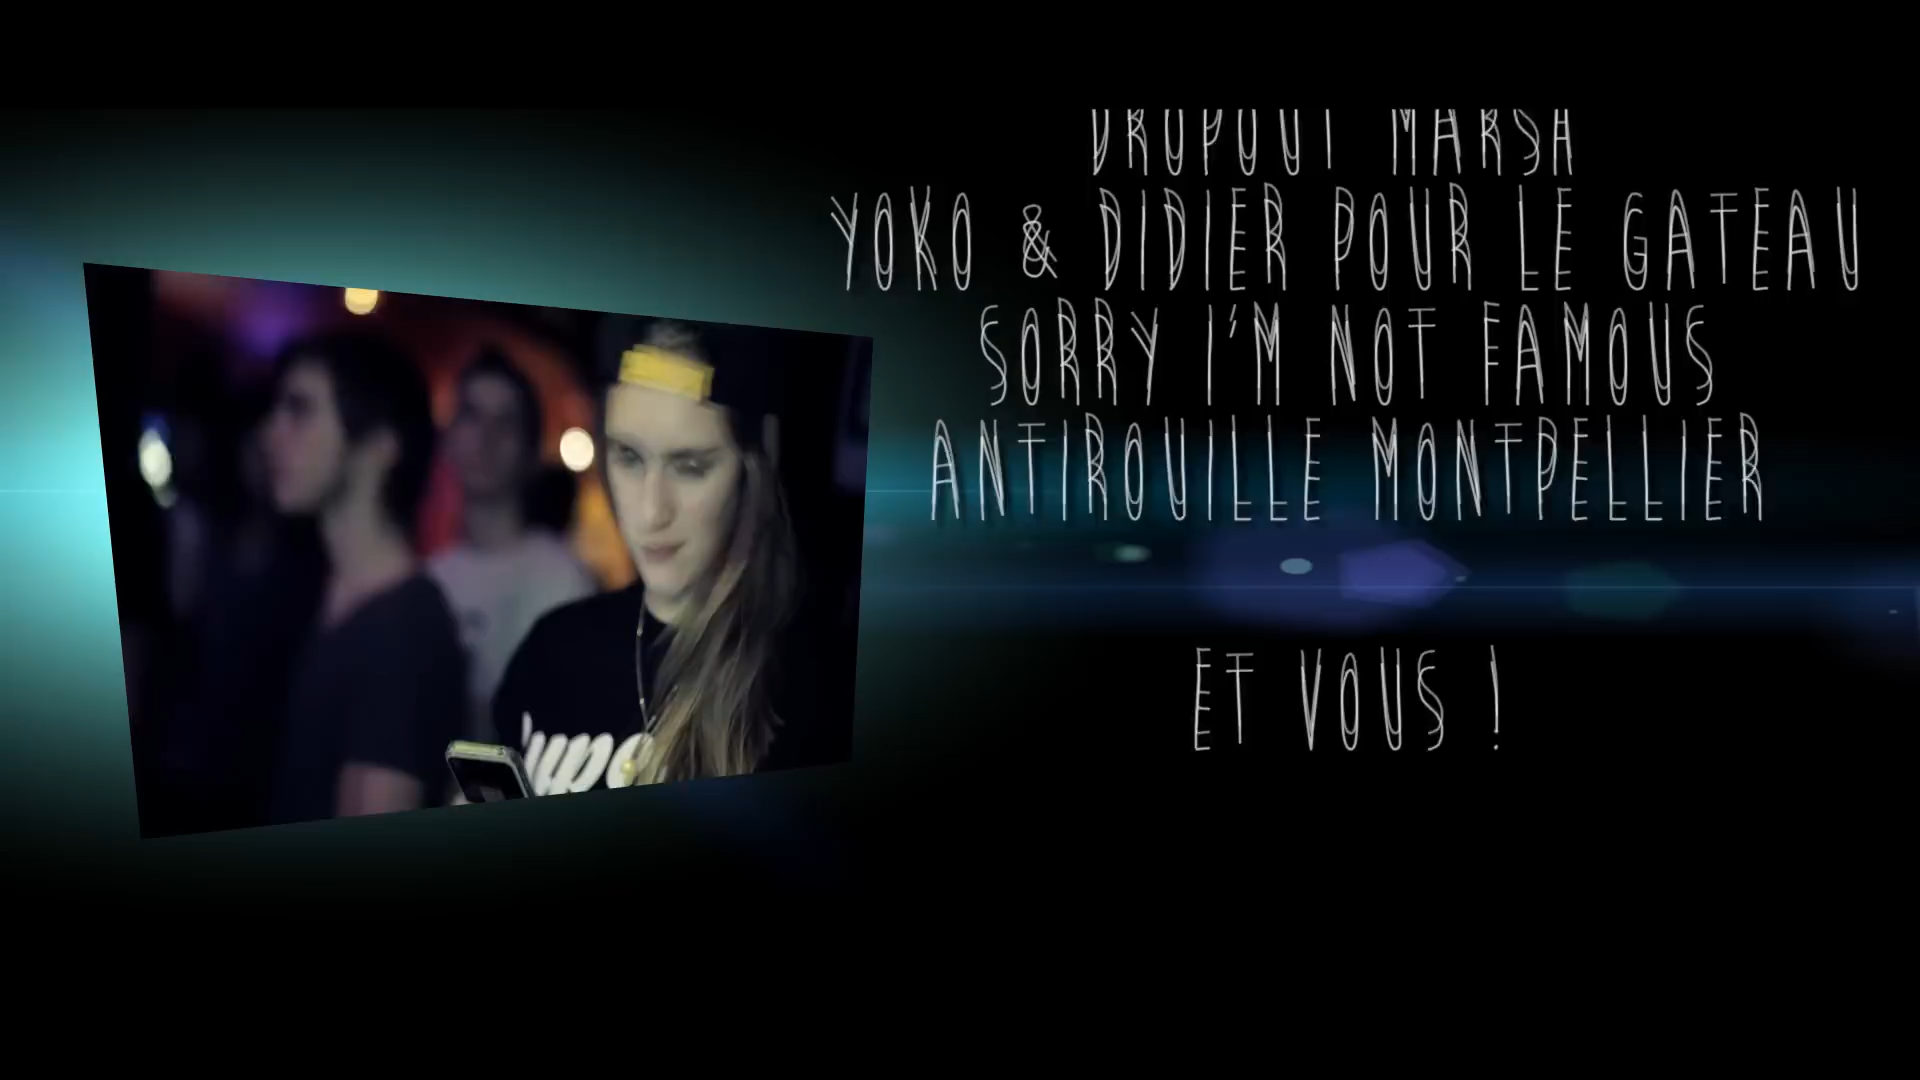 DROPOUT MARSA
YOKO & DIDIER POUR LE GATEAU
SORRY I'M NOT FAMOUS
ANTIROUILLE MONTPELLIER
ET VOUS !